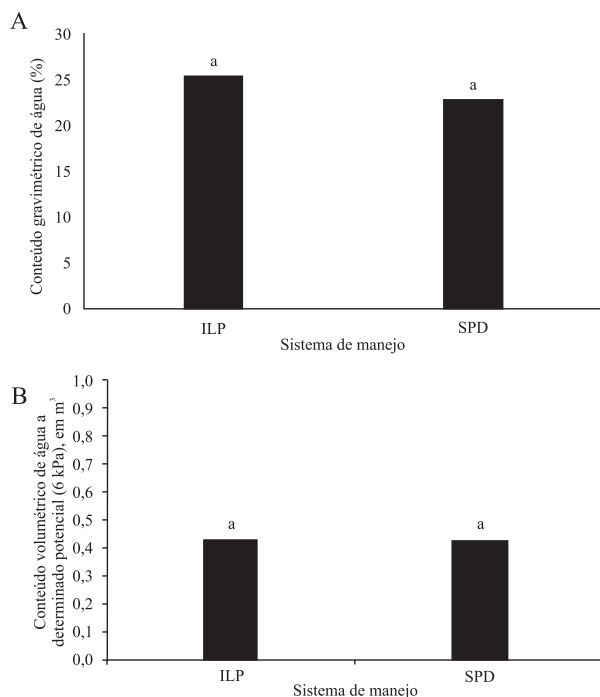 A
Conteúdo gravimétrico de água (%)
30
25
20
15
10
5
0
a
a
ILP
SPD
Sistema de manejo
B
Conteúdo volumétrico de água a
determinado potencial (6 kPa), em m³
1,0
0,9
0,8
0,7
0,6
0,5
0,4
0,3
0,2
0,1
0,0
a
a
ILP
SPD
Sistema de manejo